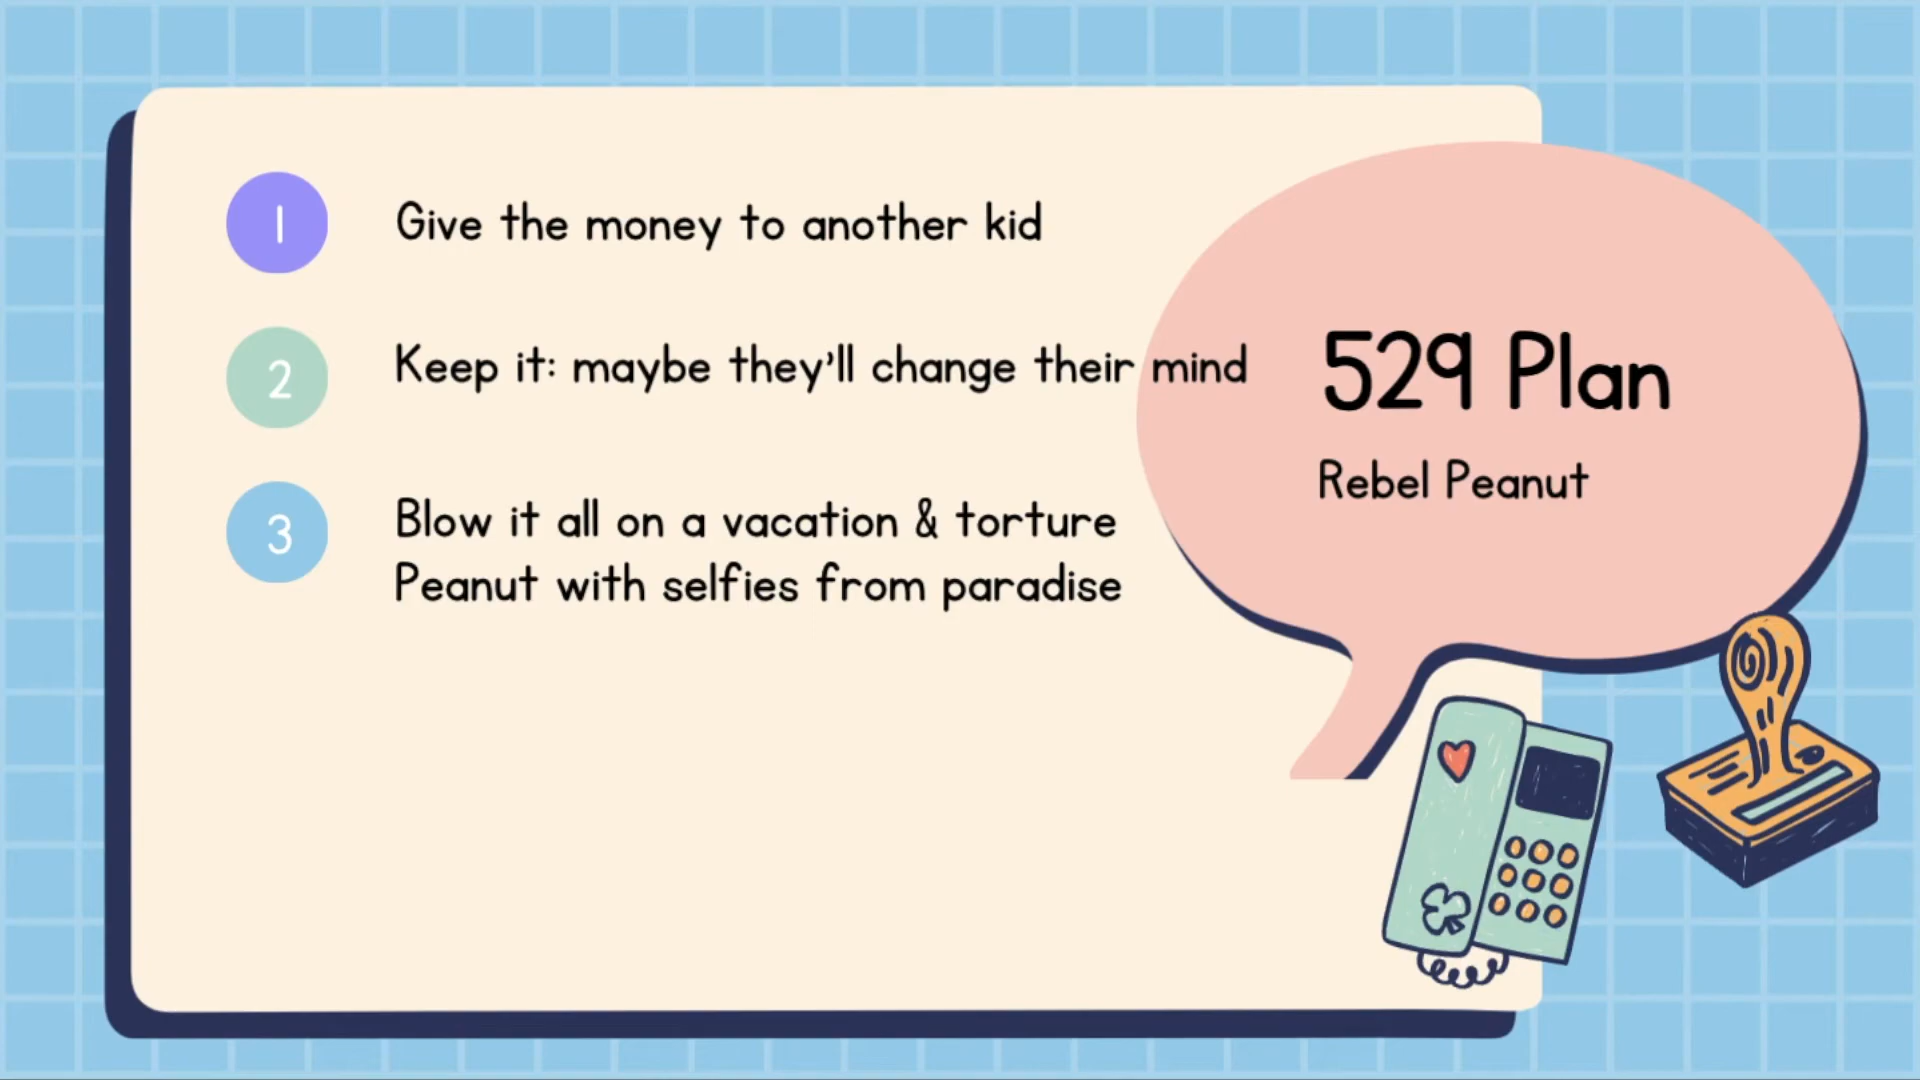 1 Give the money to another kid
2 Keep it: maybe they'll change their mind
3 Blow it all on a vacation & torture
Peanut with selfies from paradise
529 Plan
Rebel Peanut